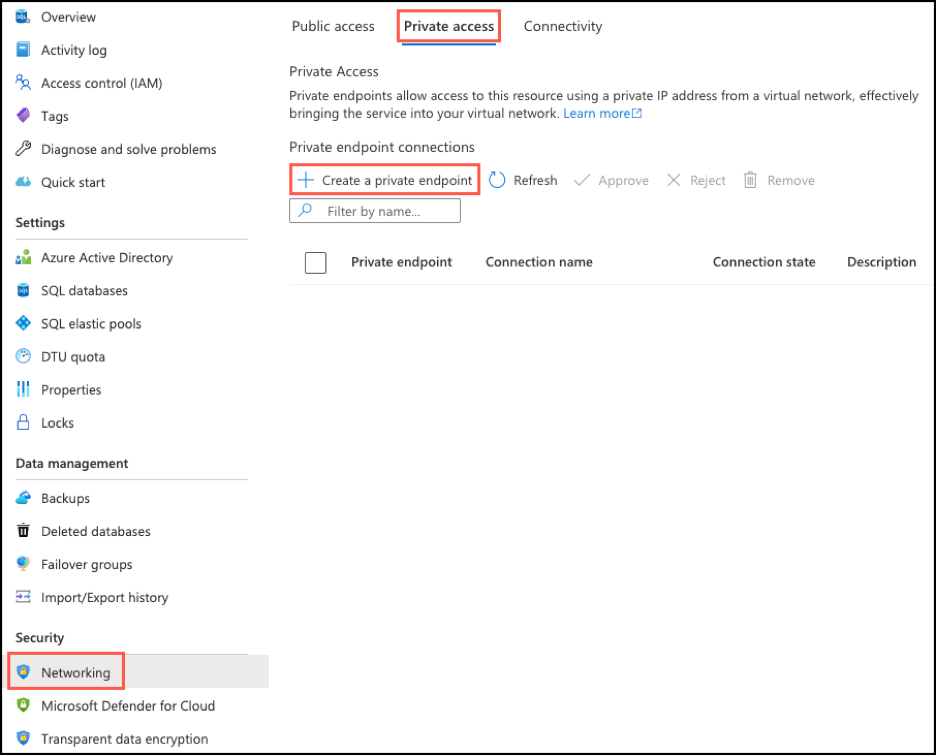 Overview
Activity log
Access control (IAM)
Tags
Diagnose and solve problems
Quick start
Settings
Azure Active Directory
SQL databases
SQL elastic pools
DTU quota
Properties
Locks
Data management
Backups
Deleted databases
Failover groups
Import/Export history
Security
Networking
Microsoft Defender for Cloud
Transparent data encryption
Public access Private access Connectivity
Private Access
Private endpoints allow access to this resource using a private IP address from a virtual network, effectively
bringing the service into your virtual network. Learn more
Private endpoint connections
Create a private endpoint Refresh Approve Reject Remove
Filter by name...
Private endpoint Connection name Connection state Description